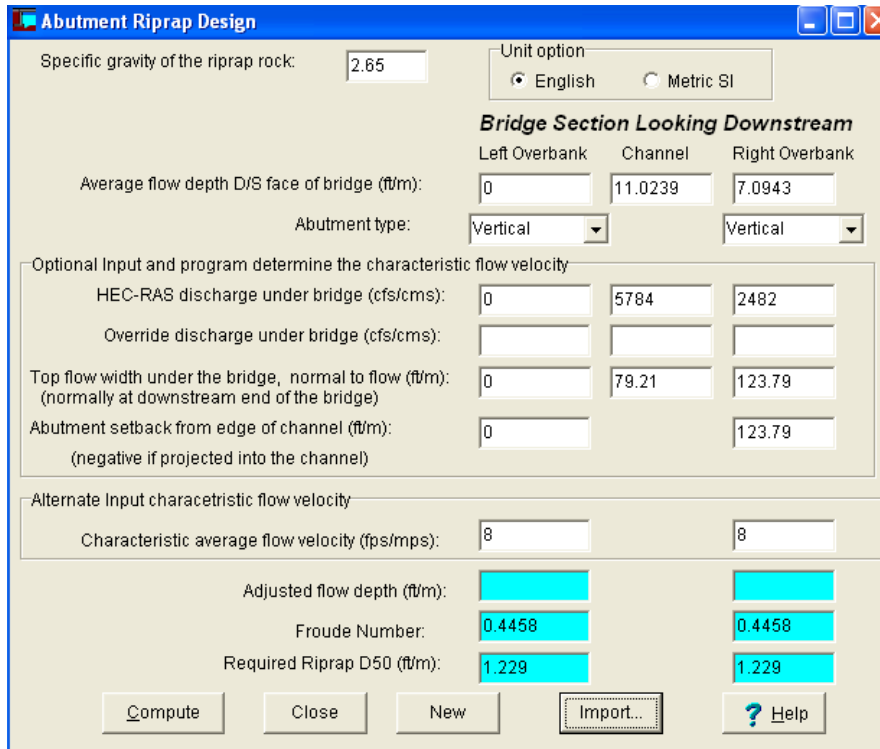 Abutment Riprap Design
Specific gravity of the riprap rock: 2.65
Unit option
English Metric SI
Bridge Section Looking Downstream
Left Overbank Channel Right Overbank
Average flow depth D/S face of bridge (ft/m): 0 11.0239 7.0943
Abutment type: Vertical Vertical
Optional Input and program determine the characteristic flow velocity
HEC-RAS discharge under bridge (cfs/cms): 0 5784 2482
Override discharge under bridge (cfs/cms):
Top flow width under the bridge, normal to flow (ft/m): 0 79.21 123.79
(normally at downstream end of the bridge)
Abutment setback from edge of channel (ft/m): 0 123.79
(negative if projected into the channel)
Alternate Input characetristic flow velocity
Characteristic average flow velocity (fps/mps): 8 8
Adjusted flow depth (ft/m):
Froude Number: 0.4458 0.4458
Required Riprap D50 (ft/m): 1.229 1.229
Compute Close New Import... ? Help